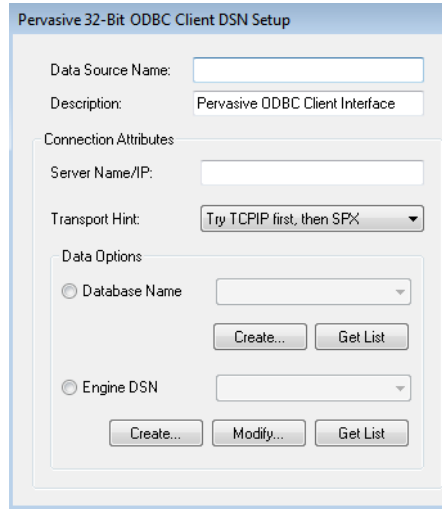 Pervasive 32-Bit ODBC Client DSN Setup
Data Source Name:
Description: Pervasive ODBC Client Interface
Connection Attributes
Server Name/IP:
Transport Hint: Try TCPIP first, then SPX
Data Options
Database Name
Create... Get List
Engine DSN
Create... Modify... Get List